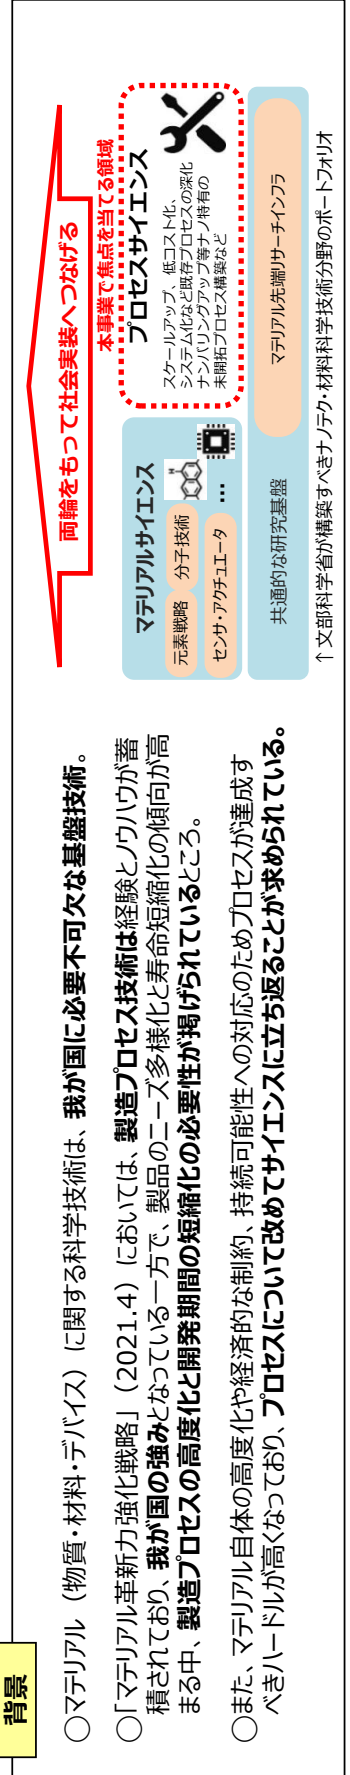 背景
○マテリアル（物質・材料・デバイス）に関する科学技術は、我が国に必要不可欠な基盤技術。
○「マテリアル革新力強化戦略」（2021.4）においては、製造プロセス技術は経験とノウハウが蓄
積されており、我が国の強みとなっている一方で、製品のニーズ多様化と寿命短縮化の傾向が高
まる中、製造プロセスの高度化と開発期間の短縮化の必要性が掲げられているところ。
○また、マテリアル自体の高度化や経済的な制約、持続可能性への対応のためプロセスが達成す
べきハードルが高くなっており、プロセスについて改めてサイエンスに立ち返ることが求められている。
両輪をもって社会実装へつなげる
本事業で焦点を当てる領域
マテリアルサイエンス
元素戦略
分子技術
センサ・アクチュエータ
…
プロセスサイエンス
スケールアップ、低コスト化、
システム化など既存プロセスの深化
ナンバリングアップ等ナノ特有の
未開拓プロセス構築など
共通的な研究基盤
マテリアル先端リサーチインフラ
↑文部科学省が構築すべきナノテク・材料科学技術分野のポートフォリオ